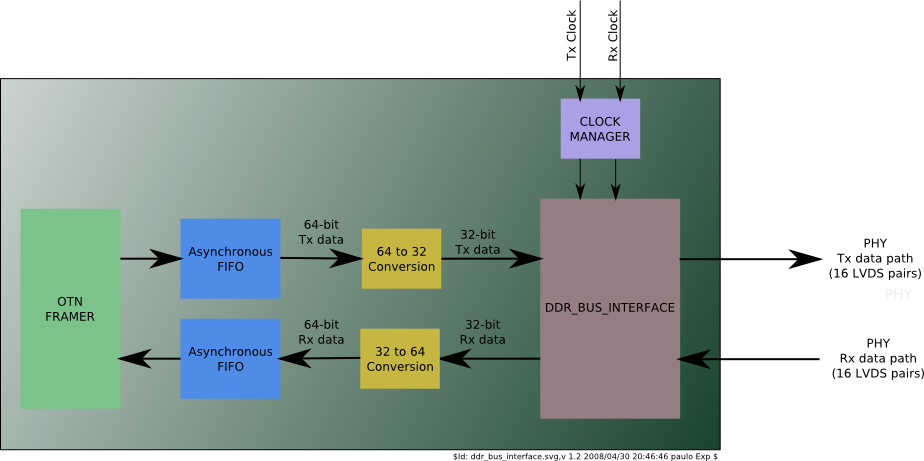 Tx Clock
Rx Clock
CLOCK
MANAGER
64-bit
Tx data
32-bit
Tx data
Asynchronous
FIFO
64 to 32
Conversion
PHY
Tx data path
(16 LVDS pairs)
PHY
OTN
FRAMER
DDR_BUS_INTERFACE
64-bit
Rx data
32-bit
Rx data
Asynchronous
FIFO
32 to 64
Conversion
PHY
Rx data path
(16 LVDS pairs)
$Id: ddr_bus_interface.svg,v 1.2 2008/04/30 20:46:46 paulo Exp $